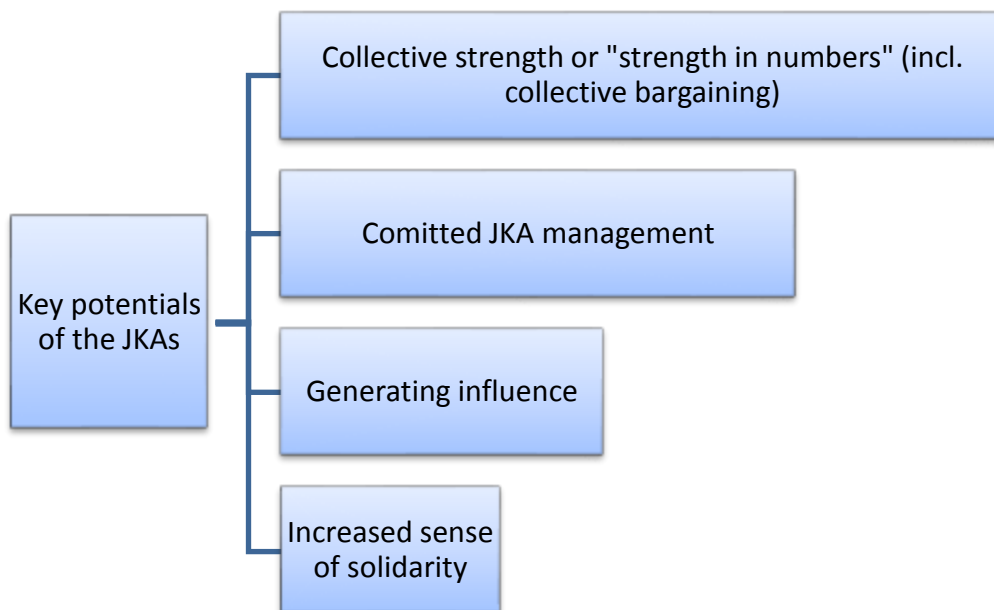 Collective strength or "strength in numbers" (incl.
collective bargaining)
Comitted JKA management
Key potentials
of the JKAs
Generating influence
Increased sense
of solidarity